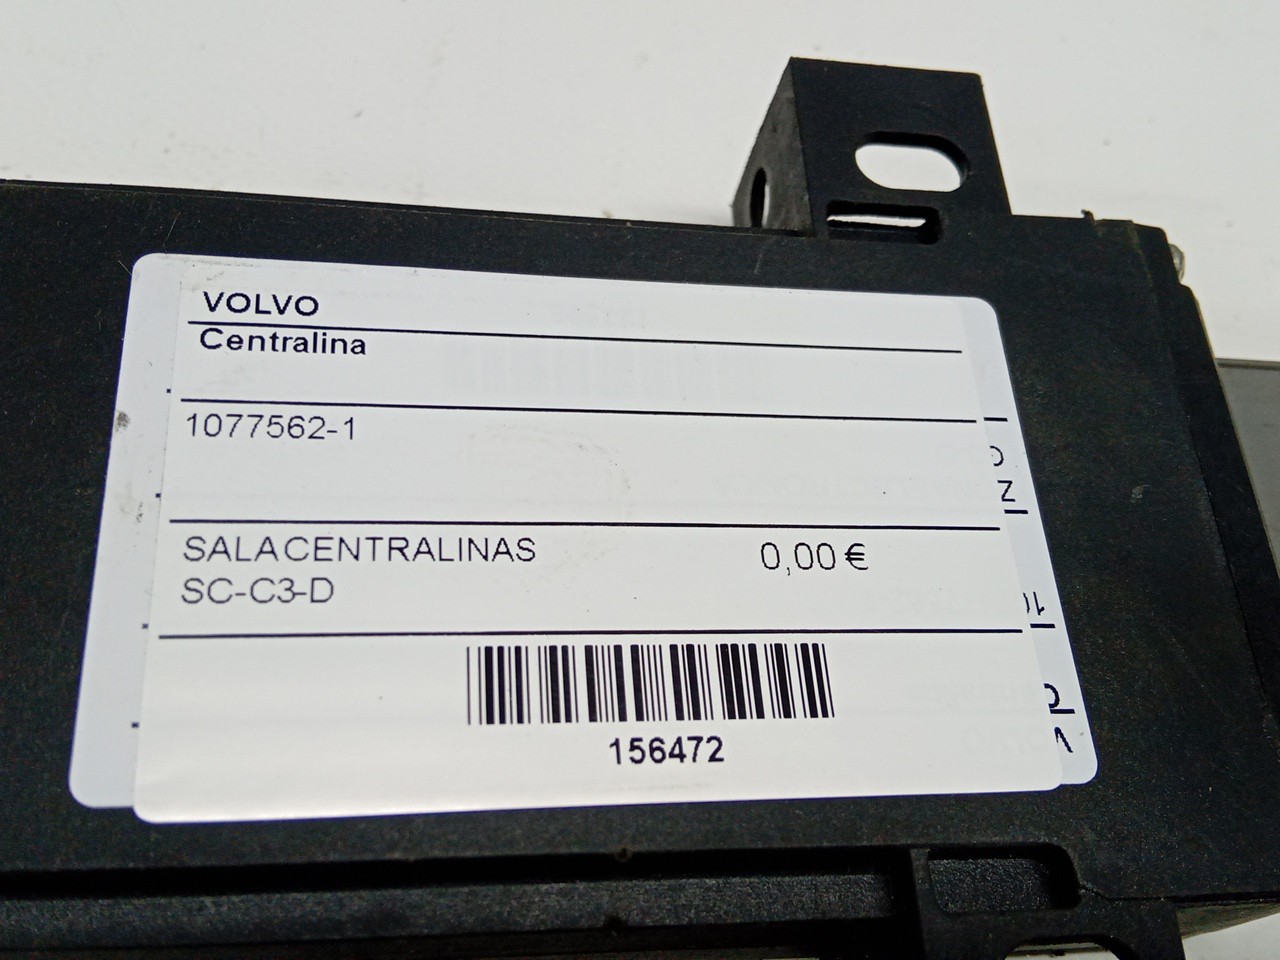 VOLVO
Centralina
1077562-1
SALACENTRALINAS
0,00 €
SC-C3-D
156472